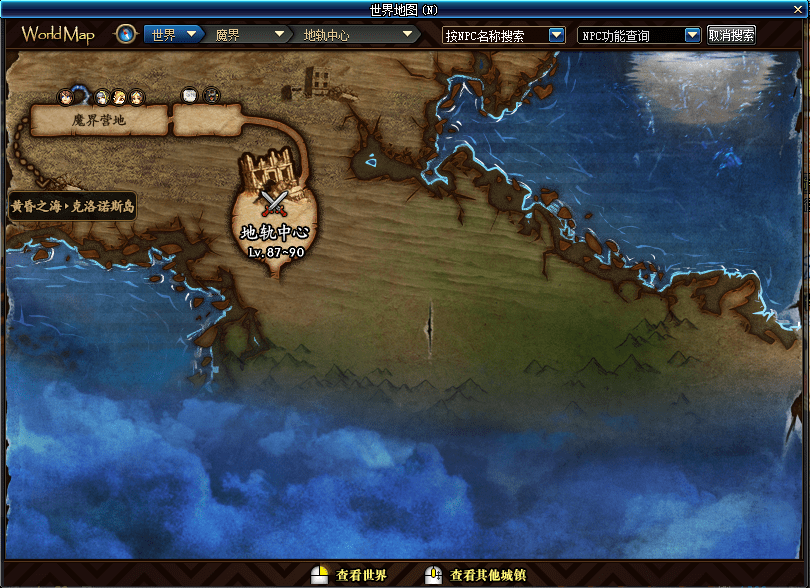 世界地图 (N)
WorldMap 世界 魔界 地轨中心 按NPC名称搜索 NPC功能查询 取消搜索
魔界营地
黄昏之海 克洛诺斯岛
地轨中心
Lv. 87~90
查看世界 查看其他城镇